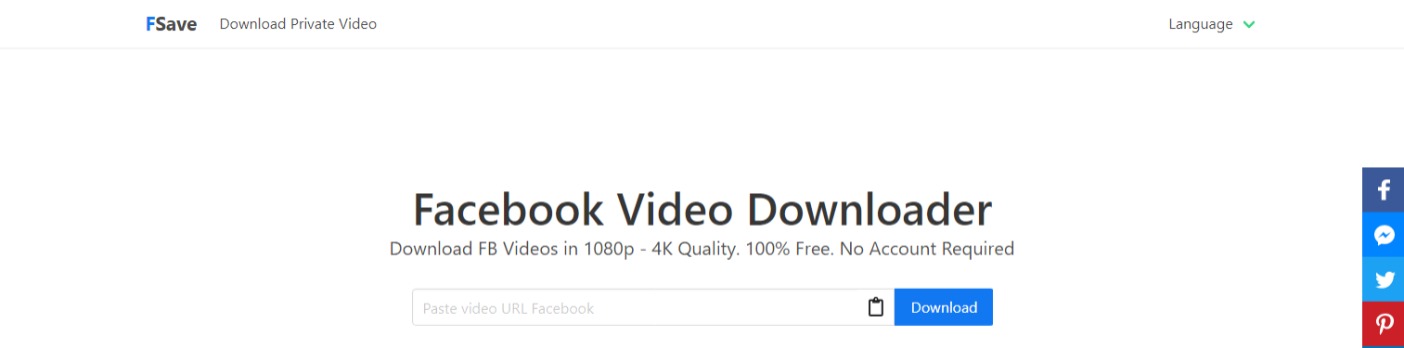 FSave Download Private Video Language
Facebook Video Downloader
Download FB Videos in 1080p - 4K Quality. 100% Free. No Account Required
Paste video URL Facebook Download